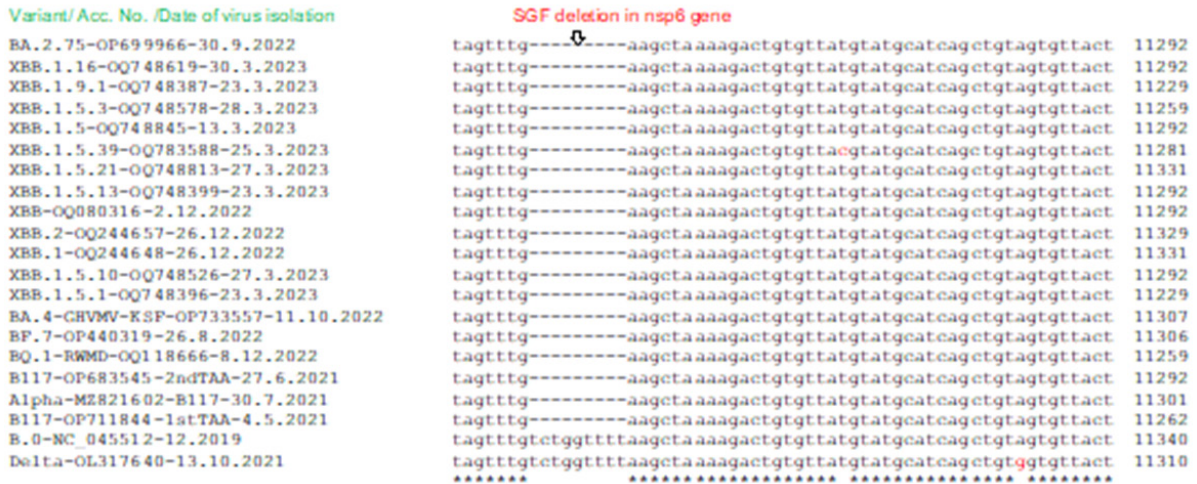 Variant/ Acc. No. /Date of virus isolation SGF deletion in nsp6 gene
BA.2.75-OP699966-30.9.2022 tagtttg---------aagctaaaagactgtgttatgtatgcatcagctgtagtgttact 11292
XBB.1.16-OQ748619-30.3.2023 tagtttg---------aagctaaaagactgtgttatgtatgcatcagctgtagtgttact 11292
XBB.1.9.1-OQ748387-23.3.2023 tagtttg---------aagctaaaagactgtgttatgtatgcatcagctgtagtgttact 11229
XBB.1.5.3-OQ748578-28.3.2023 tagtttg---------aagctaaaagactgtgttatgtatgcatcagctgtagtgttact 11259
XBB.1.5-OQ748845-13.3.2023 tagtttg---------aagctaaaagactgtgttatgtatgcatcagctgtagtgttact 11292
XBB.1.5.39-OQ783588-25.3.2023 tagtttg---------aagctaaaagactgtgttacgtatgcatcagctgtagtgttact 11281
XBB.1.5.21-OQ748813-27.3.2023 tagtttg---------aagctaaaagactgtgttatgtatgcatcagctgtagtgttact 11331
XBB.1.5.13-OQ748399-23.3.2023 tagtttg---------aagctaaaagactgtgttatgtatgcatcagctgtagtgttact 11292
XBB-OQ080316-2.12.2022 tagtttg---------aagctaaaagactgtgttatgtatgcatcagctgtagtgttact 11292
XBB.2-OQ244657-26.12.2022 tagtttg---------aagctaaaagactgtgttatgtatgcatcagctgtagtgttact 11329
XBB.1-OQ244648-26.12.2022 tagtttg---------aagctaaaagactgtgttatgtatgcatcagctgtagtgttact 11331
XBB.1.5.10-OQ748526-27.3.2023 tagtttg---------aagctaaaagactgtgttatgtatgcatcagctgtagtgttact 11292
XBB.1.5.1-OQ748396-23.3.2023 tagtttg---------aagctaaaagactgtgttatgtatgcatcagctgtagtgttact 11229
BA.4-GHVMV-KSF-OP733557-11.10.2022 tagtttg---------aagctaaaagactgtgttatgtatgcatcagctgtagtgttact 11307
BF.7-OP440319-26.8.2022 tagtttg---------aagctaaaagactgtgttatgtatgcatcagctgtagtgttact 11306
BQ.1-RWMD-OQ118666-8.12.2022 tagtttg---------aagctaaaagactgtgttatgtatgcatcagctgtagtgttact 11259
B117-OP683545-2ndTAA-27.6.2021 tagtttg---------aagctaaaagactgtgttatgtatgcatcagctgtagtgttact 11292
Alpha-MZ821602-B117-30.7.2021 tagtttg---------aagctaaaagactgtgttatgtatgcatcagctgtagtgttact 11301
B117-OP711844-1stTAA-4.5.2021 tagtttg---------aagctaaaagactgtgttatgtatgcatcagctgtagtgttact 11262
B.0-NC_045512-12.2019 tagtttgtctggttttaagctaaaagactgtgttatgtatgcatcagctgtagtgttact 11340
Delta-OL317640-13.10.2021 tagtttgtctggttttaagctaaaagactgtgttatgtatgcatcagctgtggtgttact 11310
******* ******************* *************** ********